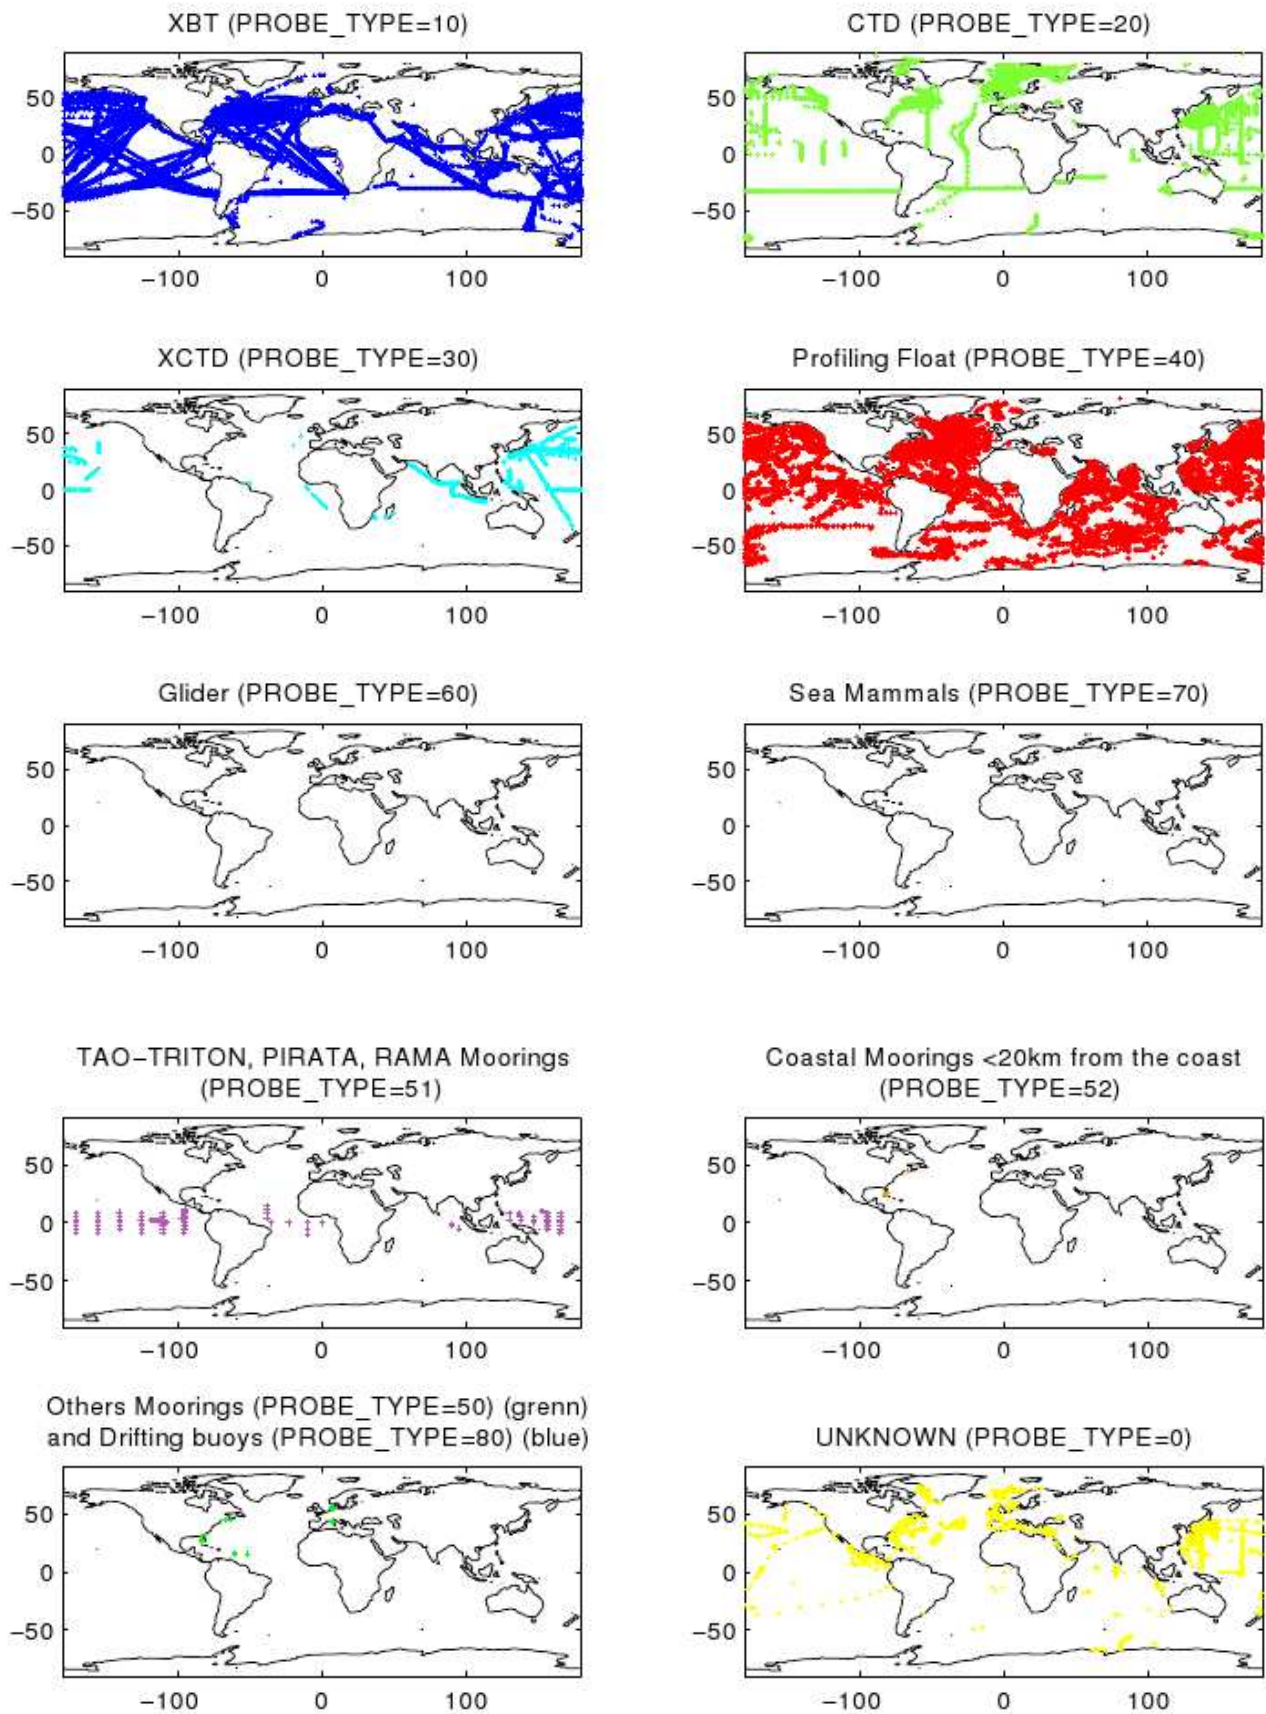 XBT (PROBE_TYPE=10)
50
0
−50
−100 0 100
CTD (PROBE_TYPE=20)
50
0
−50
−100 0 100
XCTD (PROBE_TYPE=30)
50
0
−50
−100 0 100
Profiling Float (PROBE_TYPE=40)
50
0
−50
−100 0 100
Glider (PROBE_TYPE=60)
50
0
−50
−100 0 100
Sea Mammals (PROBE_TYPE=70)
50
0
−50
−100 0 100
TAO−TRITON, PIRATA, RAMA Moorings
(PROBE_TYPE=51)
50
0
−50
−100 0 100
Coastal Moorings <20km from the coast
(PROBE_TYPE=52)
50
0
−50
−100 0 100
Others Moorings (PROBE_TYPE=50) (grenn)
and Drifting buoys (PROBE_TYPE=80) (blue)
50
0
−50
−100 0 100
UNKNOWN (PROBE_TYPE=0)
50
0
−50
−100 0 100